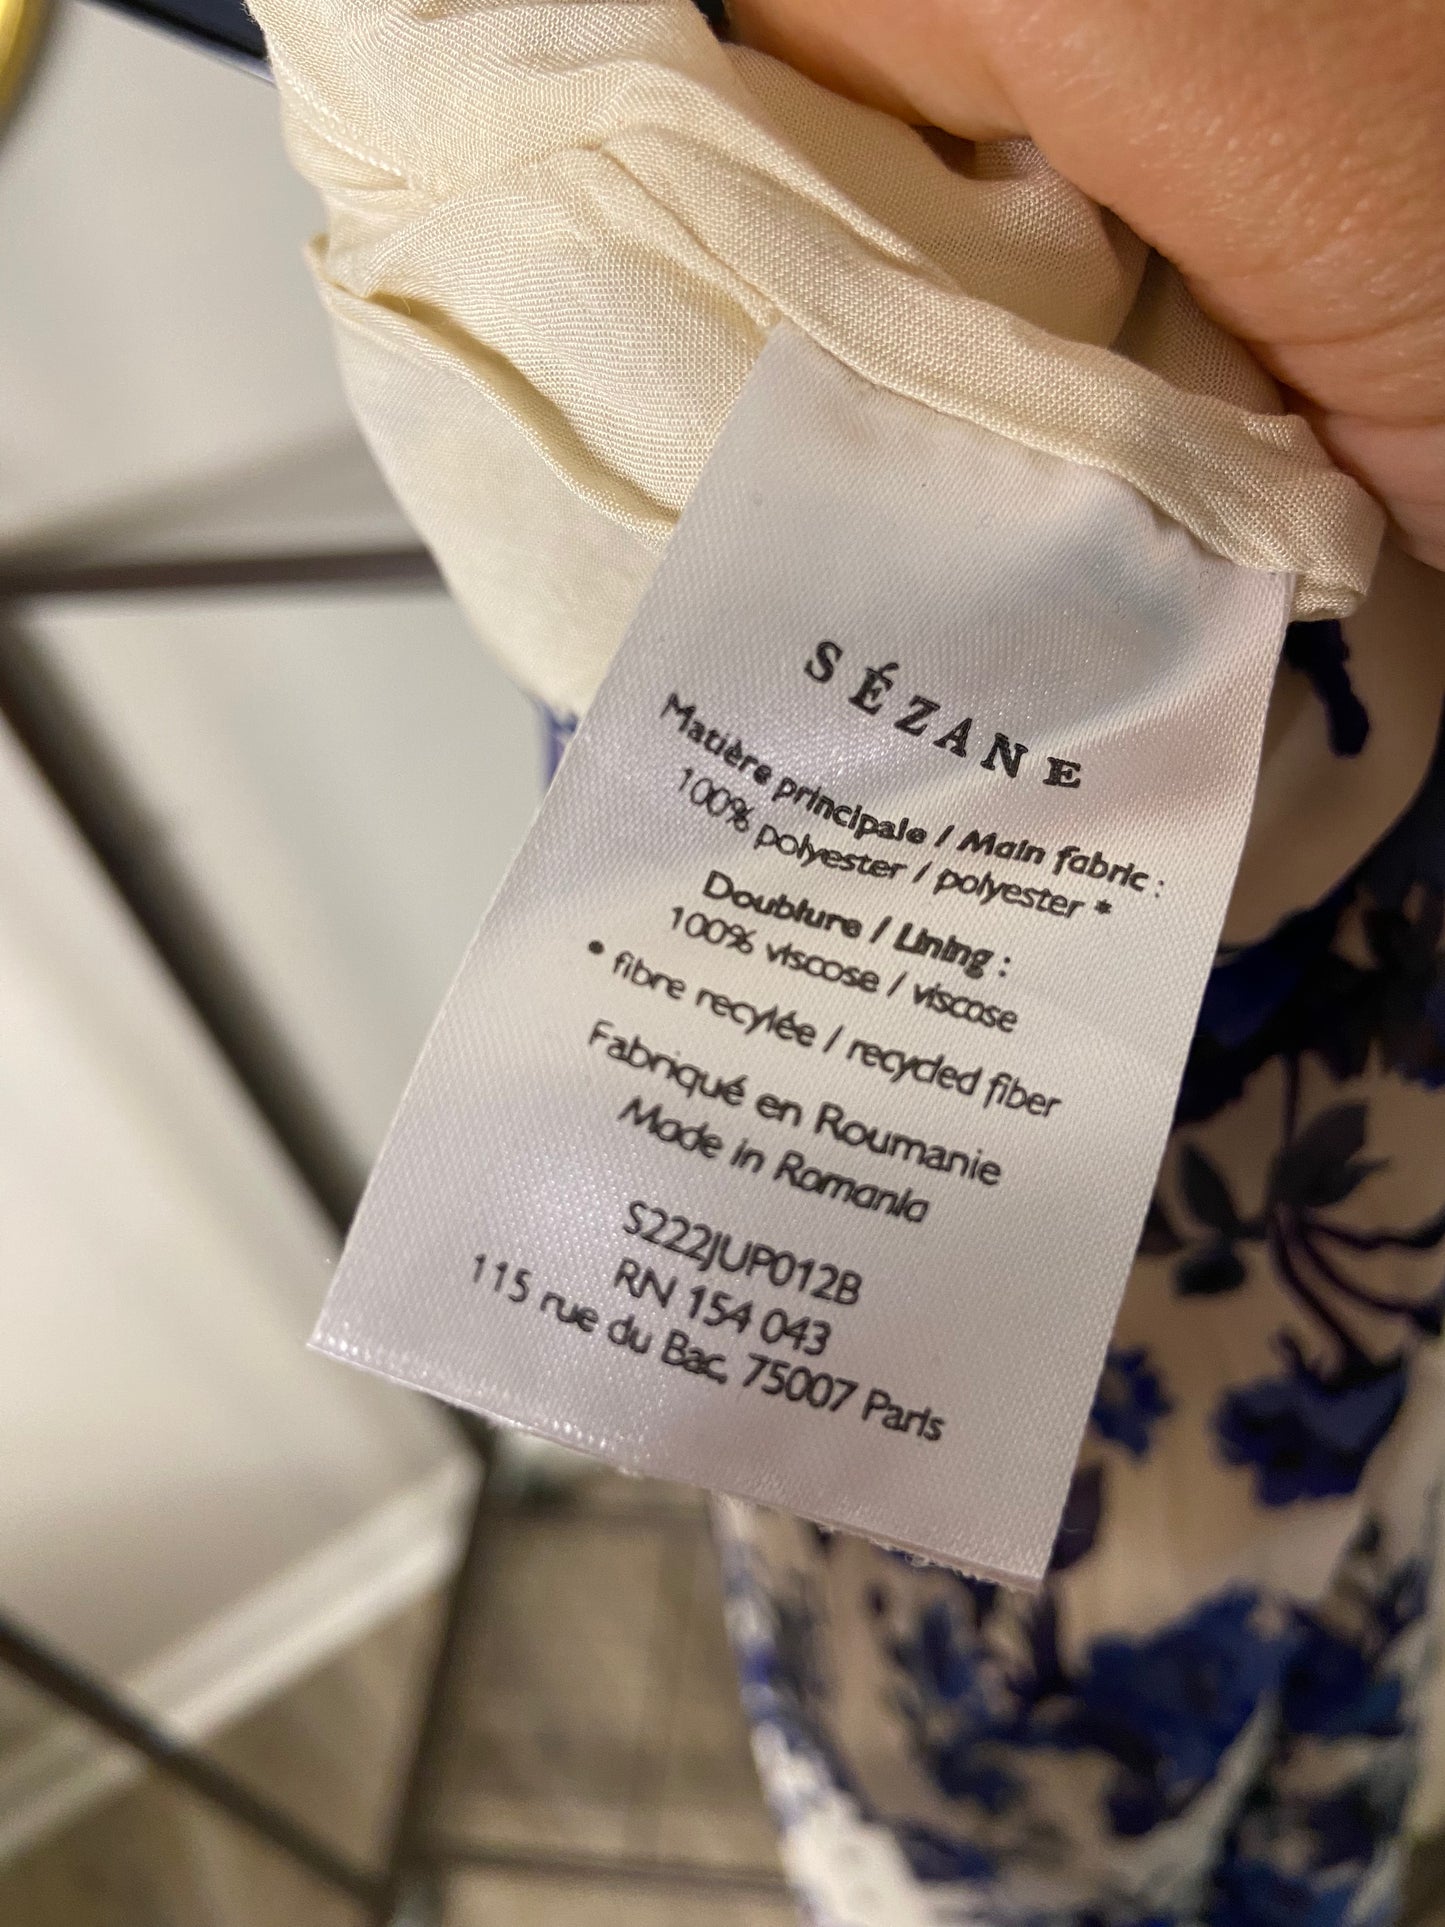 SÉZANE
Matière principale / Main fabric :
100% polyester / polyester *
Doublure / Lining :
100% viscose / viscose
* fibre recylée / recycled fiber
Fabriqué en Roumanie
Made in Romania
S222JUP012B
RN 154 043
115 rue du Bac, 75007 Paris